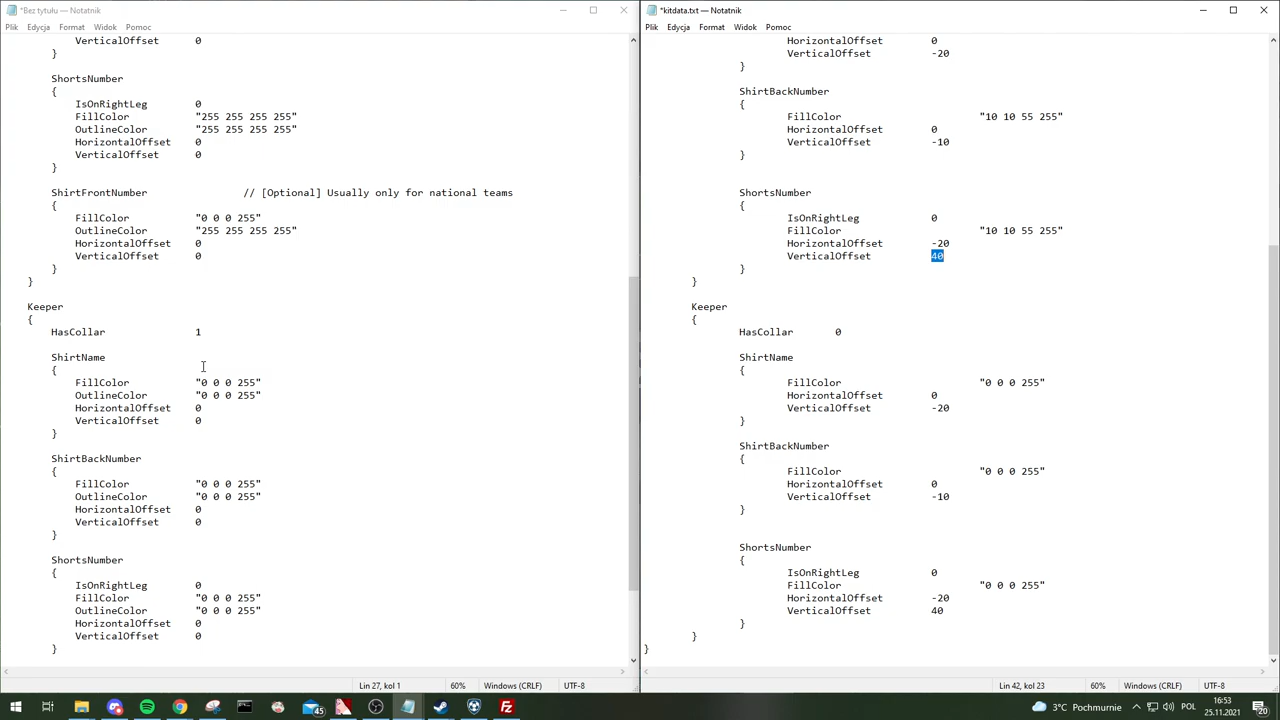 *Bez tytułu — Notatnik
Plik Edycja Format Widok Pomoc
VerticalOffset 0
}
ShortsNumber
{
IsOnRightLeg 0
FillColor "255 255 255 255"
OutlineColor "255 255 255 255"
HorizontalOffset 0
VerticalOffset 0
}
ShirtFrontNumber // [Optional] Usually only for national teams
{
FillColor "0 0 0 255"
OutlineColor "255 255 255 255"
HorizontalOffset 0
VerticalOffset 0
}
}
Keeper
{
HasCollar 1
ShirtName
{
FillColor "0 0 0 255"
OutlineColor "0 0 0 255"
HorizontalOffset 0
VerticalOffset 0
}
ShirtBackNumber
{
FillColor "0 0 0 255"
OutlineColor "0 0 0 255"
HorizontalOffset 0
VerticalOffset 0
}
ShortsNumber
{
IsOnRightLeg 0
FillColor "0 0 0 255"
OutlineColor "0 0 0 255"
HorizontalOffset 0
VerticalOffset 0
}
Lin 27, kol 1 60% Windows (CRLF) UTF-8
*kitdata.txt — Notatnik
Plik Edycja Format Widok Pomoc
HorizontalOffset 0
VerticalOffset -20
}
ShirtBackNumber
{
FillColor "10 10 55 255"
HorizontalOffset 0
VerticalOffset -10
}
ShortsNumber
{
IsOnRightLeg 0
FillColor "10 10 55 255"
HorizontalOffset -20
VerticalOffset 40
}
}
Keeper
{
HasCollar 0
ShirtName
{
FillColor "0 0 0 255"
HorizontalOffset 0
VerticalOffset -20
}
ShirtBackNumber
{
FillColor "0 0 0 255"
HorizontalOffset 0
VerticalOffset -10
}
ShortsNumber
{
IsOnRightLeg 0
FillColor "0 0 0 255"
HorizontalOffset -20
VerticalOffset 40
}
}
}
Lin 42, kol 23 60% Windows (CRLF) UTF-8
45
3°C Pochmurnie POL 16:53
25.11.2021
20